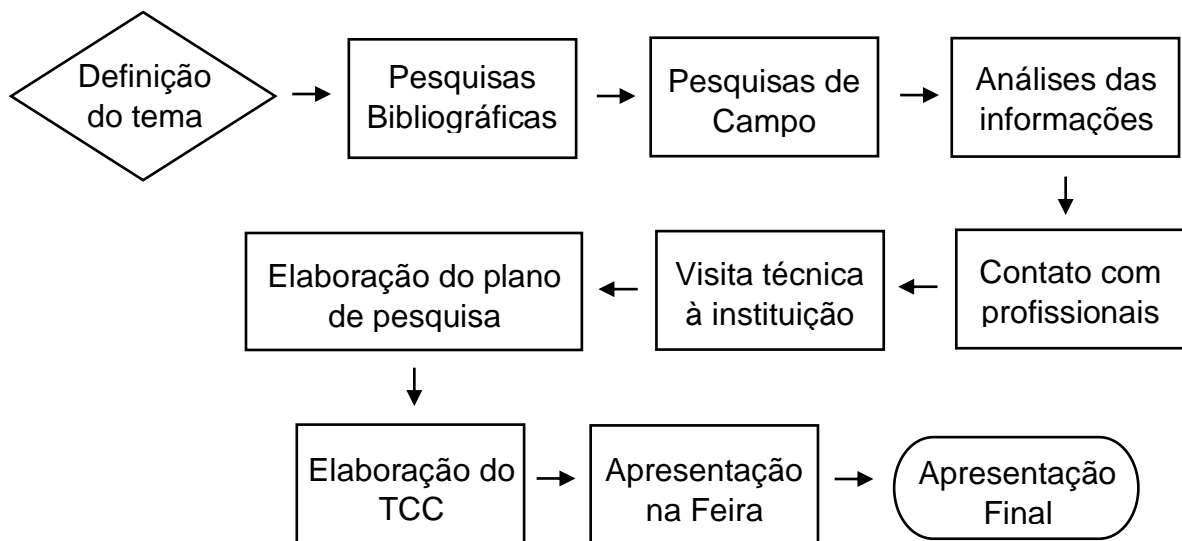 Definição
do tema
Pesquisas
Bibliográficas
Pesquisas de
Campo
Análises das
informações
Contato com
profissionais
Visita técnica
à instituição
Elaboração do plano
de pesquisa
Elaboração do
TCC
Apresentação
na Feira
Apresentação
Final